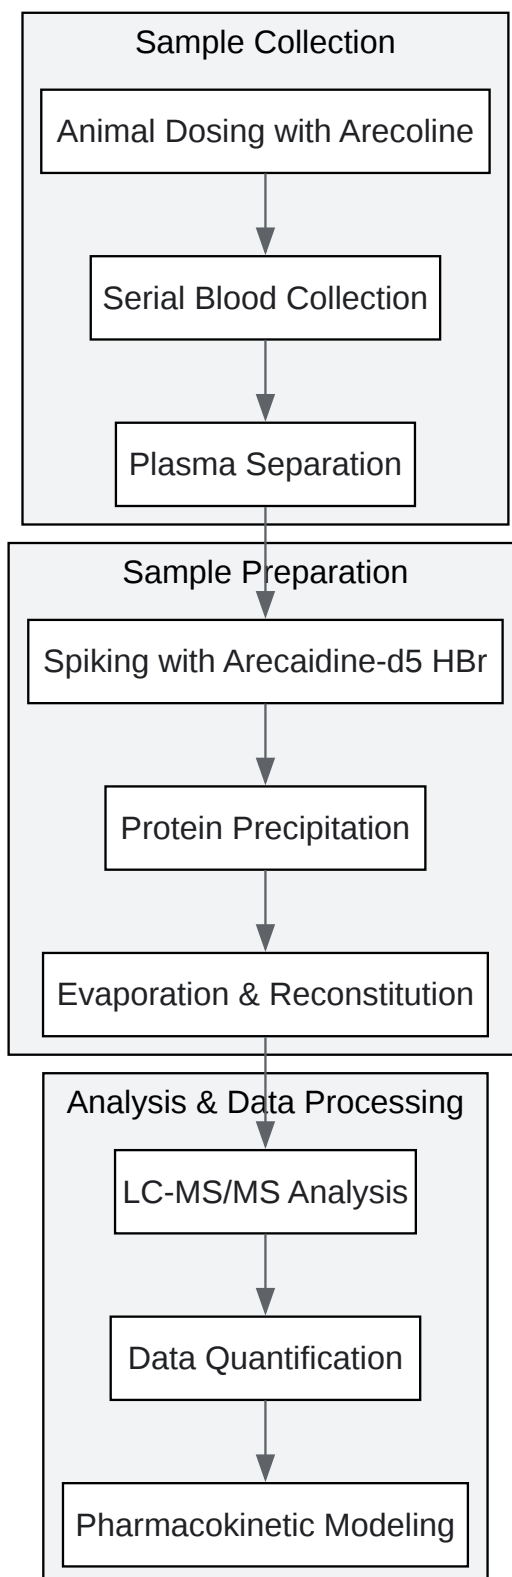 Sample Collection
Animal Dosing with Arecoline
Serial Blood Collection
Plasma Separation
Sample Preparation
Spiking with Arecaidine-d5 HBr
Protein Precipitation
Evaporation & Reconstitution
Analysis & Data Processing
LC-MS/MS Analysis
Data Quantification
Pharmacokinetic Modeling